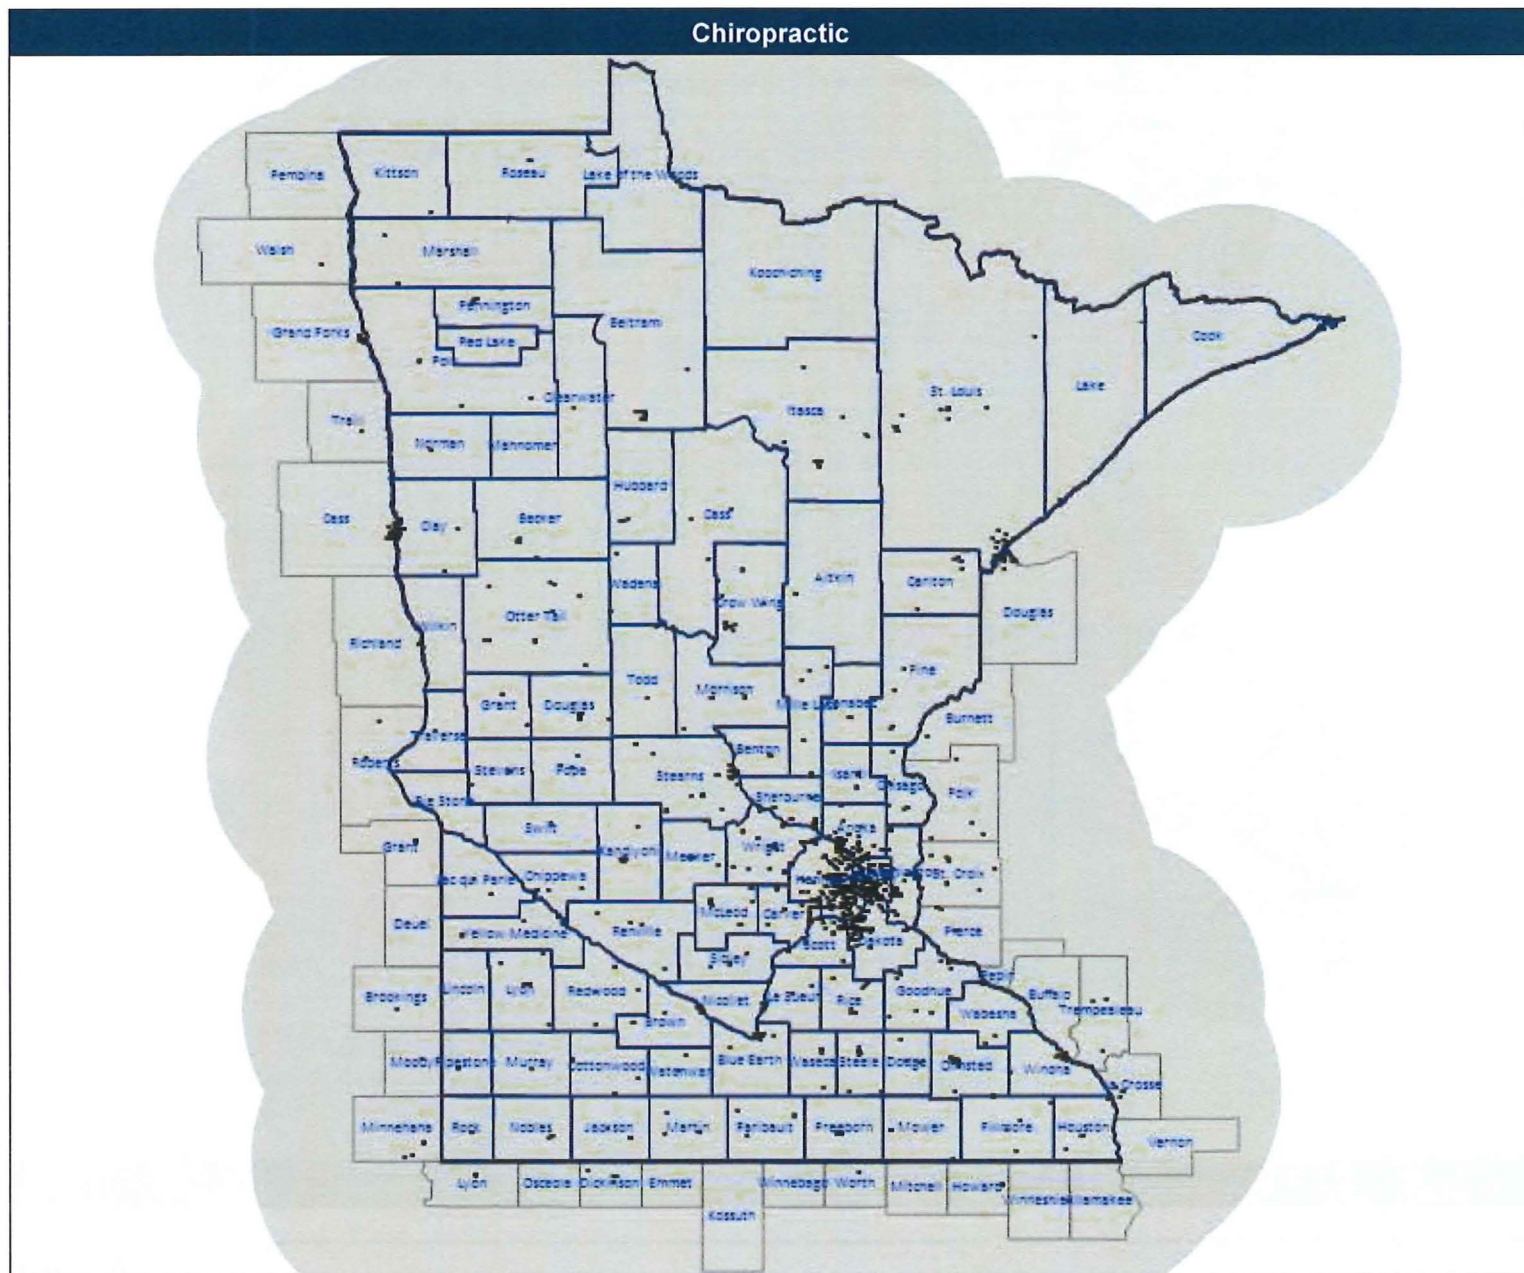 Chiropractic
Pembina
Kittson
Roseau
Lake of the Woods
Walsh
Marshall
Koochiching
Pennington
Grand Forks
Beltrami
Red Lake
Cook
Polk
Lake
Clearwater
St. Louis
Itasca
Traill
Norman
Mahnomen
Hubbard
Cass
Clay
Becker
Cass
Wadena
Aitkin
Carlton
Crow Wing
Douglas
Otter Tail
Wilkin
Richland
Pine
Todd
Morrison
Grant
Douglas
Mille Lacs
Kanabec
Burnett
Traverse
Benton
Roberts
Stevens
Pope
Stearns
Isanti
Chisago
Polk
Big Stone
Sherburne
Swift
Anoka
Grant
Kandiyohi
Meeker
Wright
Lac qui Parle
Chippewa
St. Croix
McLeod
Carver
Deuel
Yellow Medicine
Renville
Scott
Dakota
Pierce
Sibley
Brookings
Lincoln
Lyon
Redwood
Nicollet
Le Sueur
Rice
Goodhue
Pepin
Buffalo
Trempealeau
Wabasha
Brown
Moody
Pipestone
Murray
Cottonwood
Watonwan
Blue Earth
Waseca
Steele
Dodge
Olmsted
Winona
La Crosse
Minnehaha
Rock
Nobles
Jackson
Martin
Faribault
Freeborn
Mower
Fillmore
Houston
Vernon
Lyon
Osceola
Dickinson
Emmet
Winnebago
Worth
Mitchell
Howard
Winneshiek
Allamakee
Kossuth